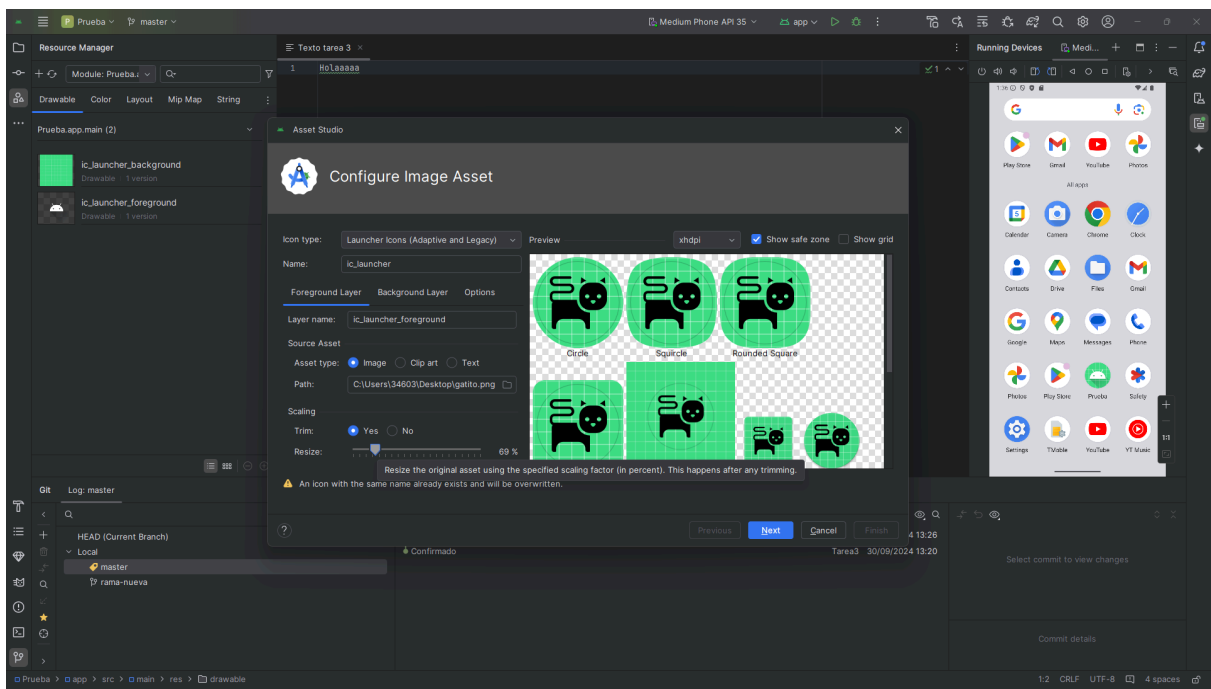 Prueba master Medium Phone API 35 app
Resource Manager
Texto tarea 3
Running Devices Medi...
Module: Prueba.a
1 Holaaaaa
1
Drawable Color Layout Mip Map String
Prueba.app.main (2)
ic_launcher_background
Drawable 1 version
ic_launcher_foreground
Drawable 1 version
Asset Studio
Configure Image Asset
Icon type: Launcher Icons (Adaptive and Legacy)
Preview xhdpi Show safe zone Show grid
Name: ic_launcher
Foreground Layer Background Layer Options
Layer name: ic_launcher_foreground
Source Asset
Asset type: Image Clip art Text
Path: C:\Users\34603\Desktop\gatito.png
Scaling
Trim: Yes No
Resize: 69 %
Circle Squircle Rounded Square
Resize the original asset using the specified scaling factor (in percent). This happens after any trimming.
An icon with the same name already exists and will be overwritten.
? Previous Next Cancel Finish
Play Store Gmail YouTube Photos
All apps
Calendar Camera Chrome Clock
Contacts Drive Files Gmail
Google Maps Messages Phone
Photos Play Store Prueba Safety
Settings TMobile YouTube YT Music
1:1
Git Log: master
HEAD (Current Branch)
Local
master
rama-nueva
4 13:26
Confirmado Tarea3 30/09/2024 13:20
Select commit to view changes
Commit details
Prueba > app > src > main > res > drawable
1:2 CRLF UTF-8 4 spaces